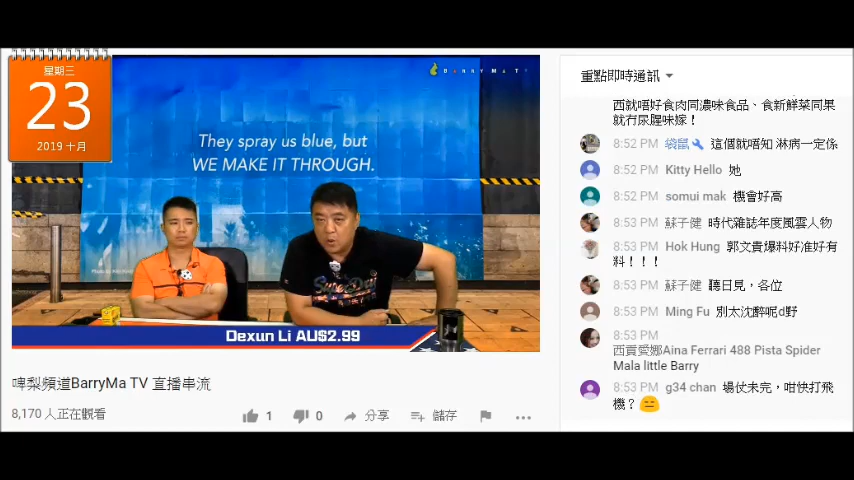 星期三
23
2019 十月
BARRY MA TV
They spray us blue, but
WE MAKE IT THROUGH.
Superdry
Dexun Li AU$2.99
啤梨頻道BarryMa TV 直播串流
8,170 人正在觀看
1
0
分享
儲存
重點即時通訊
西就唔好食肉同濃味食品、食新鮮菜同果
就冇尿腥味嫁！
8:52 PM 袋鼠 這個就唔知 淋病一定係
8:52 PM Kitty Hello 她
8:52 PM somui mak 機會好高
8:53 PM 蘇子健 時代雜誌年度風雲人物
8:53 PM Hok Hung 郭文貴爆料好准好有
料！！！
8:53 PM 蘇子健 聽日見，各位
8:53 PM Ming Fu 別太沈醉呢d野
8:53 PM
西貢愛娜Aina Ferrari 488 Pista Spider
Mala little Barry
8:53 PM g34 chan 場仗未完，咁快打飛
機？